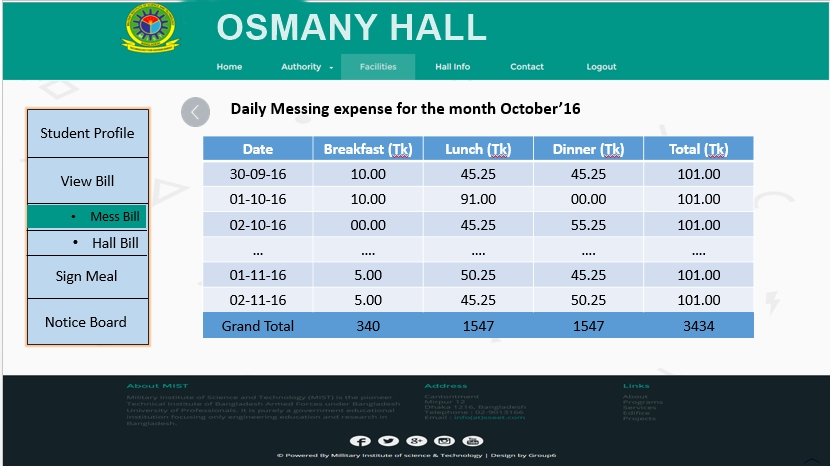 OSMANY HALL
Home Authority Facilities Hall Info Contact Logout
Daily Messing expense for the month October'16
Student Profile
View Bill
• Mess Bill
• Hall Bill
Sign Meal
Notice Board
Date Breakfast (Tk) Lunch (Tk) Dinner (Tk) Total (Tk)
30-09-16 10.00 45.25 45.25 101.00
01-10-16 10.00 91.00 00.00 101.00
02-10-16 00.00 45.25 55.25 101.00
... .... .... .... ....
01-11-16 5.00 50.25 45.25 101.00
02-11-16 5.00 45.25 50.25 101.00
Grand Total 340 1547 1547 3434
About MIST
Military Institute of Science and Technology (MIST) is the pioneer
Technical Institute of Bangladesh Armed Forces under Bangladesh
University of Professionals. It is purely a government educational
institution focusing only engineering education and research in
Bangladesh.
Address
Cantontment
Mirpur 12
Dhaka 1216, Bangladesh
Telephone : 02-9013166
Links
About
Programs
Services
Edifice
Projects
© Powered By Military Institute of science & Technology | Design by Group6